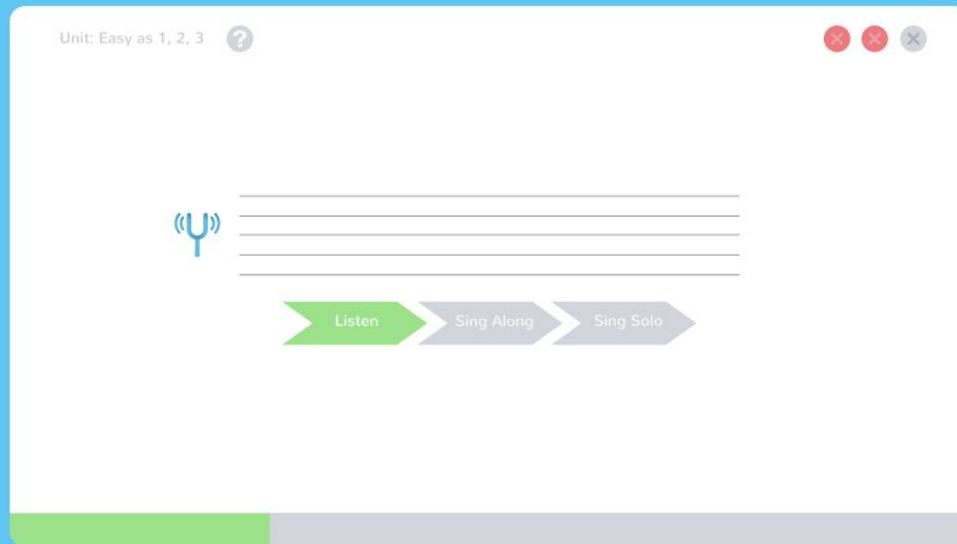 Unit: Easy as 1, 2, 3 ?
Listen
Sing Along
Sing Solo